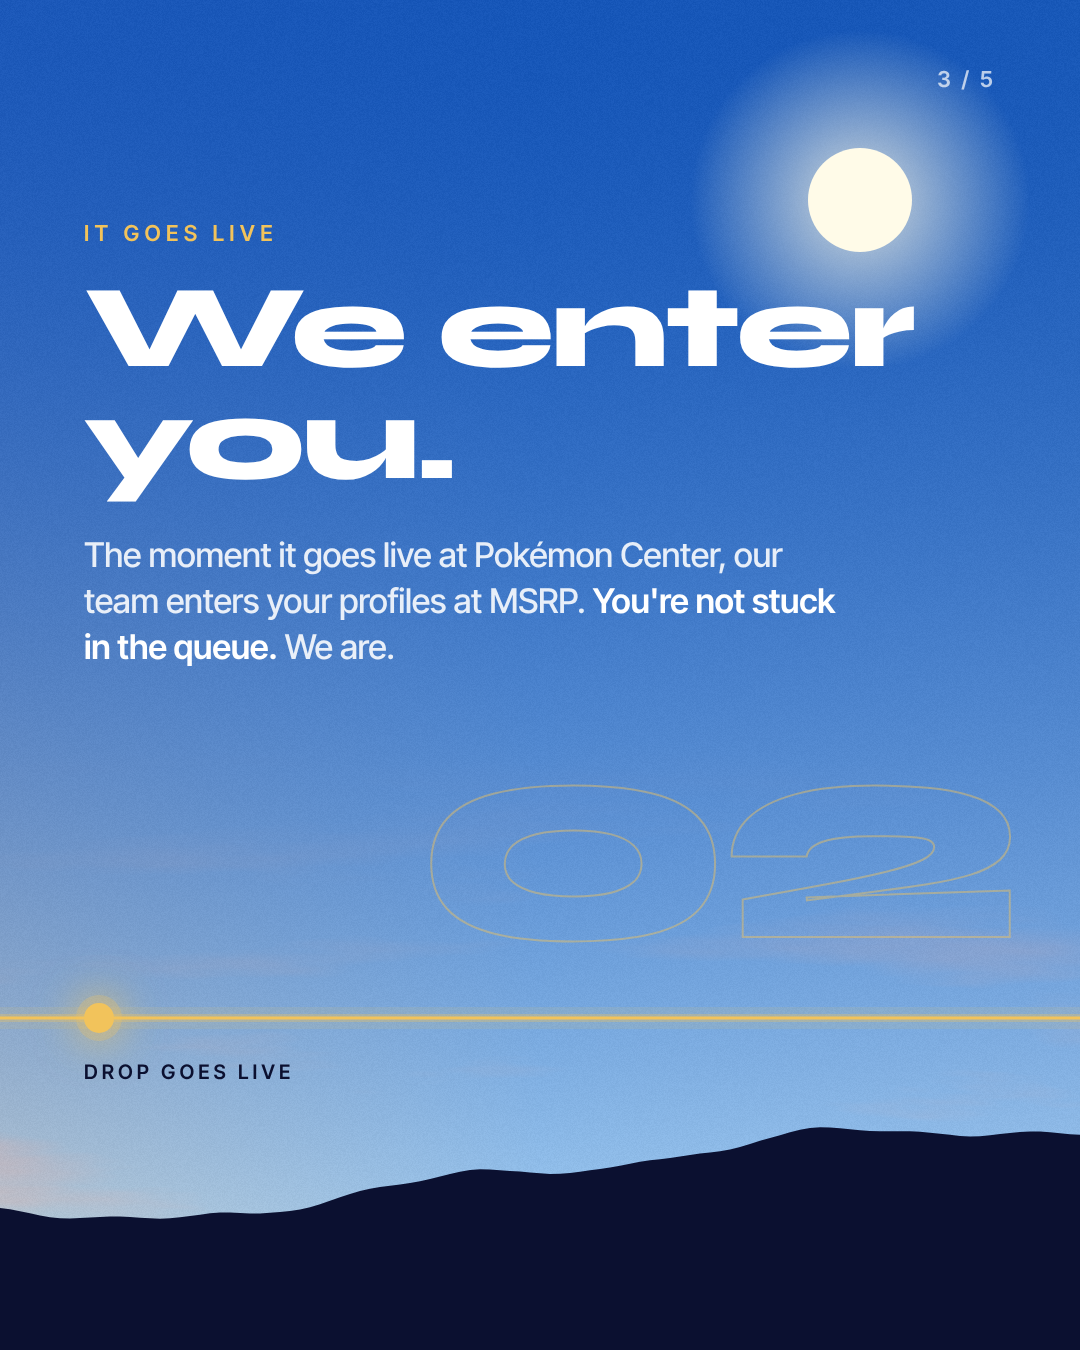 3 / 5
IT GOES LIVE
We enter
you.
The moment it goes live at Pokémon Center, our
team enters your profiles at MSRP. You're not stuck
in the queue. We are.
02
DROP GOES LIVE